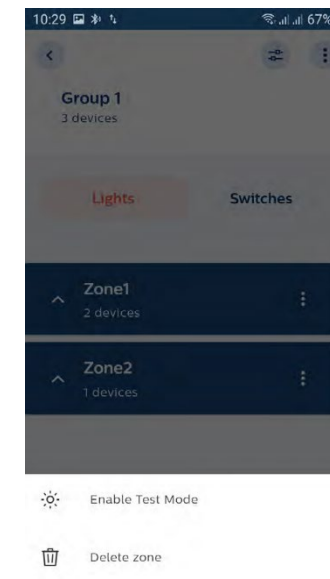 10:29 67%
Group 1
3 devices
Lights Switches
Zone1
2 devices
Zone2
1 devices
Enable Test Mode
Delete zone